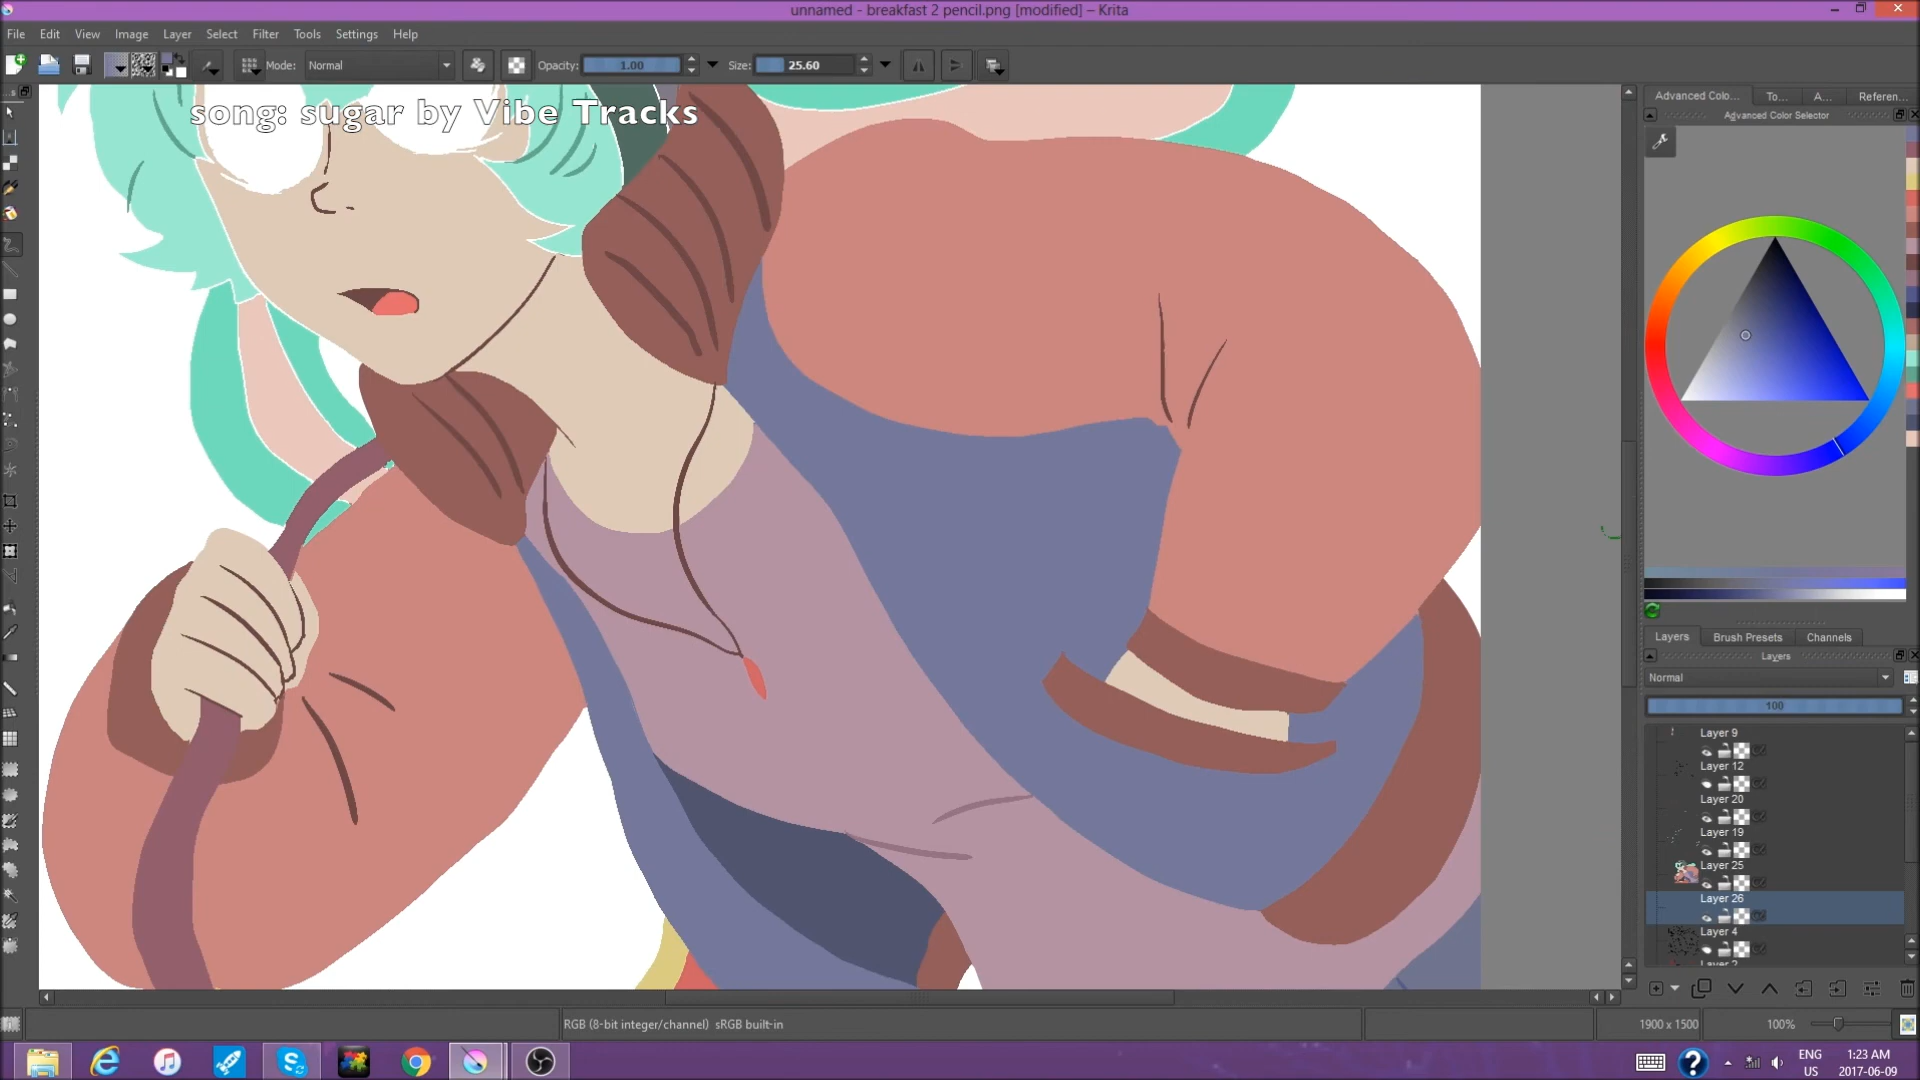 unnamed - breakfast 2 pencil.png [modified] – Krita
File Edit View Image Layer Select Filter Tools Settings Help
Mode: Normal Opacity: 1.00 Size: 25.60
song: sugar by Vibe Tracks
Advanced Colo... To... A... Referen...
Advanced Color Selector
Layers Brush Presets Channels
Layers
Normal
100
Layer 9
Layer 12
Layer 20
Layer 19
Layer 25
Layer 26
Layer 4
RGB (8-bit integer/channel) sRGB built-in
1900 x 1500
100%
ENG
US
1:23 AM
2017-06-09